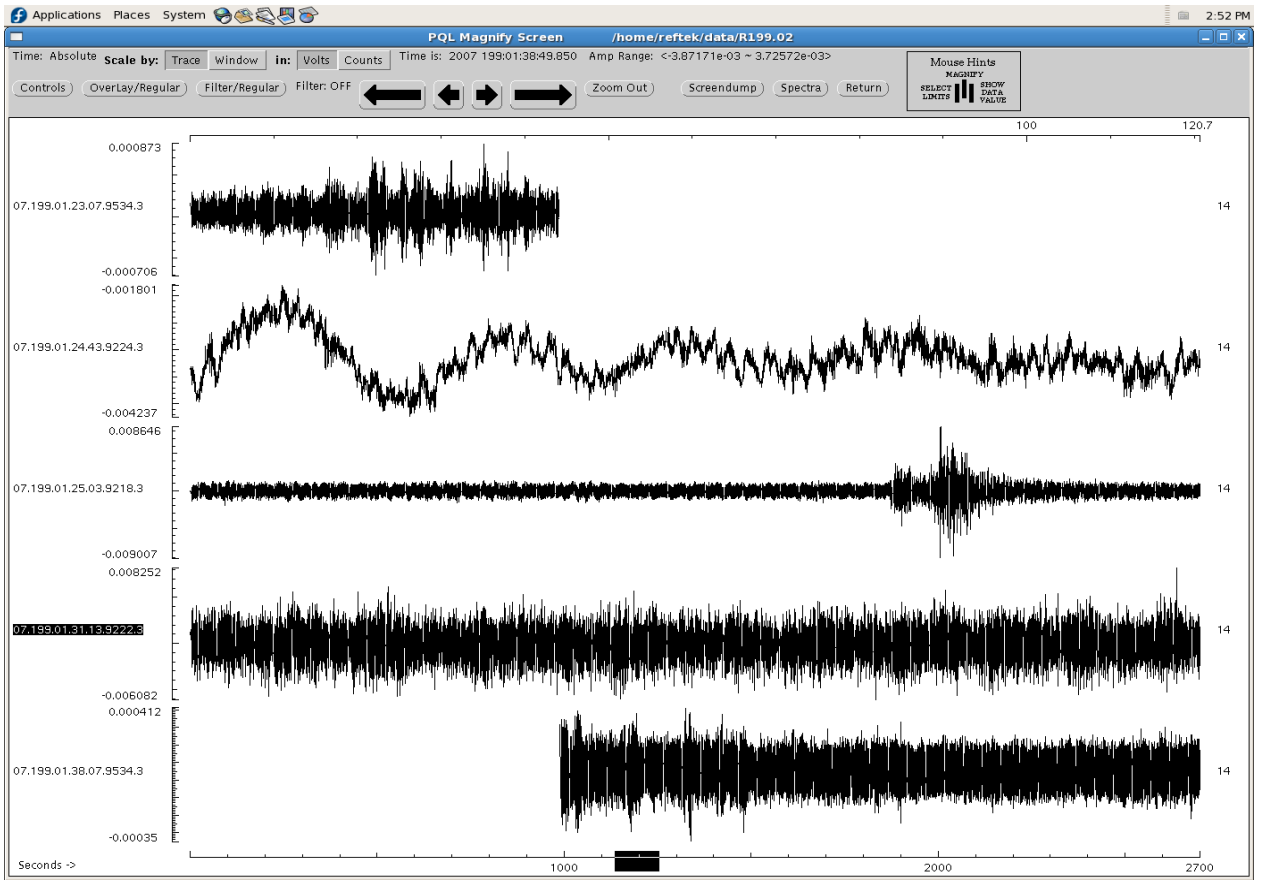 Applications Places System 2:52 PM
PQL Magnify Screen /home/reftek/data/R199.02
Time: Absolute Scale by: Trace Window in: Volts Counts Time is: 2007 199:01:38:49.850 Amp Range: <-3.87171e-03 ~ 3.72572e-03>
Controls OverLay/Regular Filter/Regular Filter: OFF Zoom Out Screendump Spectra Return
Mouse Hints
MAGNIFY
SELECT LIMITS
SHOW DATA VALUE
100 120.7
0.000873
07.199.01.23.07.9534.3 14
-0.000706
-0.001801
07.199.01.24.43.9224.3 14
-0.004237
0.008646
07.199.01.25.03.9218.3 14
-0.009007
0.008252
07.199.01.31.13.9222.3 14
-0.006082
0.000412
07.199.01.38.07.9534.3 14
-0.00035
Seconds -> 1000 2000 2700